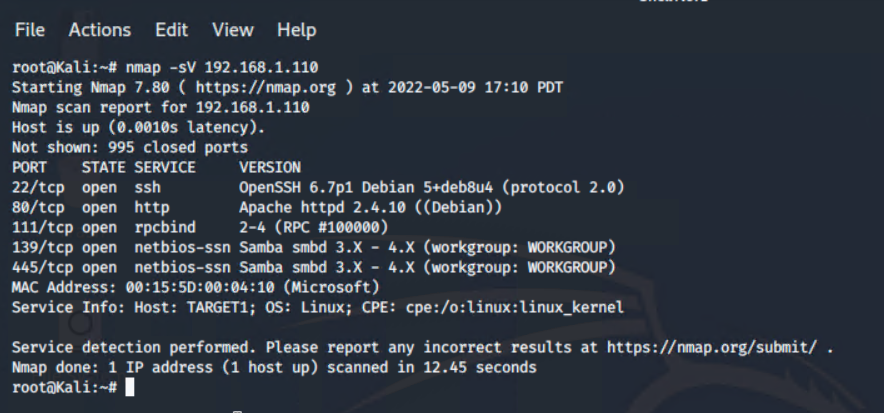 File Actions Edit View Help
root@Kali:~# nmap -sV 192.168.1.110
Starting Nmap 7.80 ( https://nmap.org ) at 2022-05-09 17:10 PDT
Nmap scan report for 192.168.1.110
Host is up (0.0010s latency).
Not shown: 995 closed ports
PORT    STATE SERVICE     VERSION
22/tcp  open  ssh         OpenSSH 6.7p1 Debian 5+deb8u4 (protocol 2.0)
80/tcp  open  http        Apache httpd 2.4.10 ((Debian))
111/tcp open  rpcbind     2-4 (RPC #100000)
139/tcp open  netbios-ssn Samba smbd 3.X - 4.X (workgroup: WORKGROUP)
445/tcp open  netbios-ssn Samba smbd 3.X - 4.X (workgroup: WORKGROUP)
MAC Address: 00:15:5D:00:04:10 (Microsoft)
Service Info: Host: TARGET1; OS: Linux; CPE: cpe:/o:linux:linux_kernel
Service detection performed. Please report any incorrect results at https://nmap.org/submit/ .
Nmap done: 1 IP address (1 host up) scanned in 12.45 seconds
root@Kali:~#